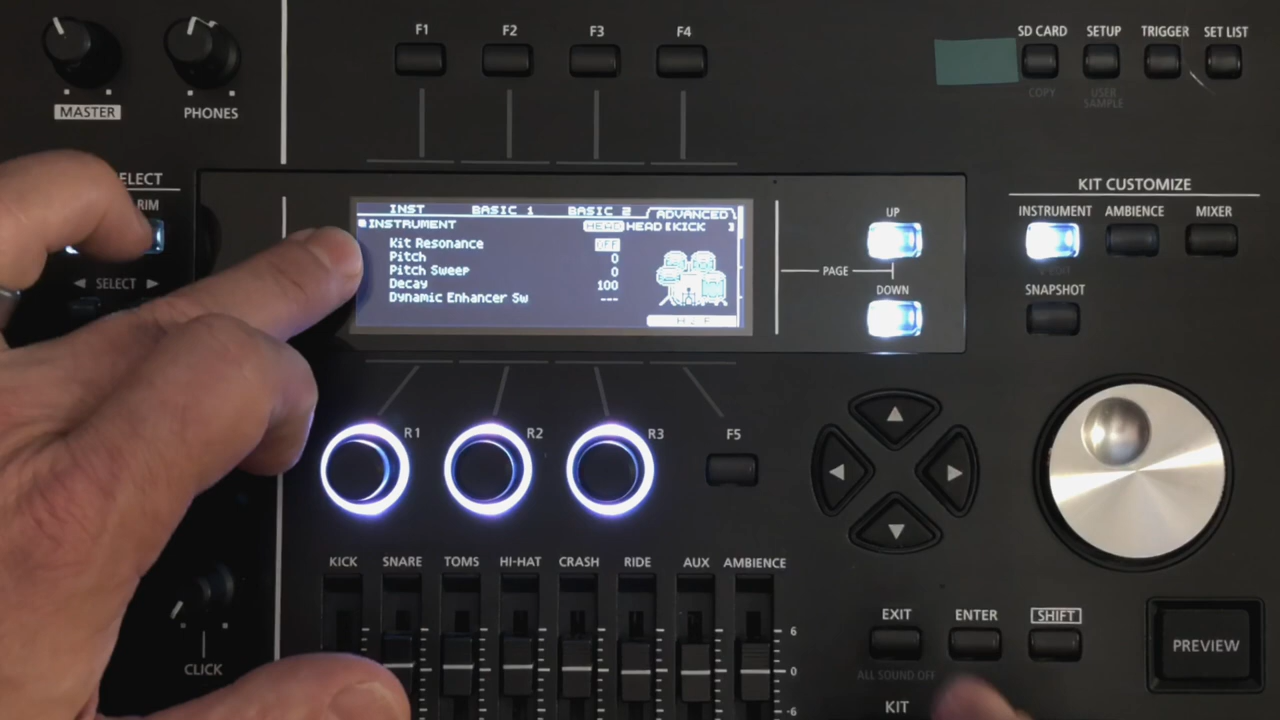 F1 F2 F3 F4
SD CARD SETUP TRIGGER SET LIST
COPY USER SAMPLE
MASTER PHONES
ELECT
RIM
◀ SELECT ▶
INST BASIC 1 BASIC 2 ADVANCED
INSTRUMENT HEAD HEAD [KICK ]
Kit Resonance OFF
Pitch 0
Pitch Sweep 0
Decay 100
Dynamic Enhancer Sw ---
UP
PAGE
DOWN
KIT CUSTOMIZE
INSTRUMENT AMBIENCE MIXER
V EDIT
SNAPSHOT
R1 R2 R3 F5
KICK SNARE TOMS HI-HAT CRASH RIDE AUX AMBIENCE
6
0
-6
CLICK
EXIT ENTER SHIFT
ALL SOUND OFF
KIT
PREVIEW